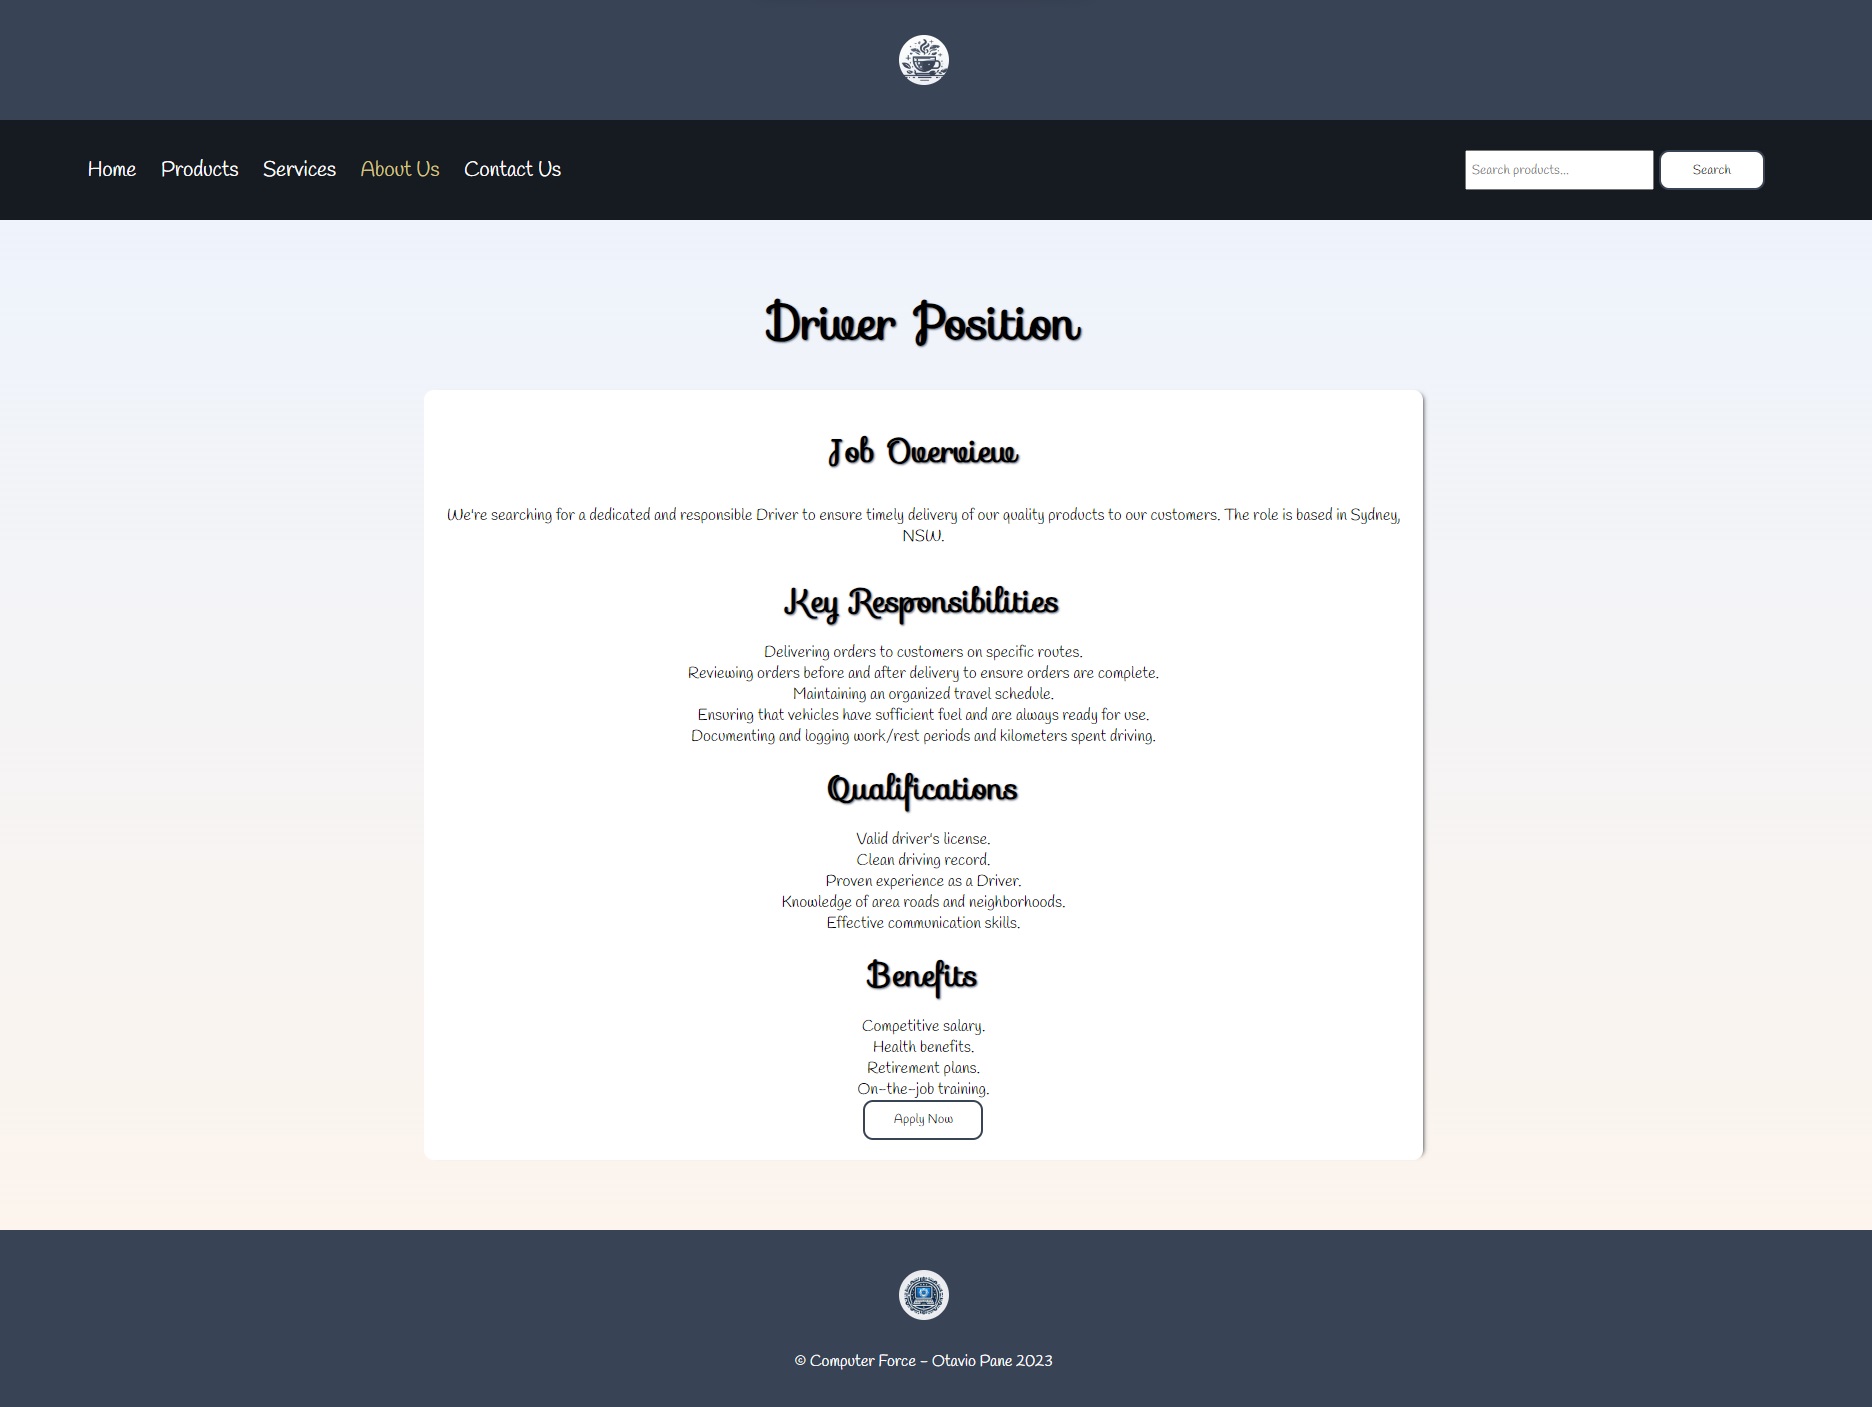 Home Products Services About Us Contact Us Search products... Search
Driver Position
Job Overview
We're searching for a dedicated and responsible Driver to ensure timely delivery of our quality products to our customers. The role is based in Sydney,
NSW.
Key Responsibilities
Delivering orders to customers on specific routes.
Reviewing orders before and after delivery to ensure orders are complete.
Maintaining an organized travel schedule.
Ensuring that vehicles have sufficient fuel and are always ready for use.
Documenting and logging work/rest periods and kilometers spent driving.
Qualifications
Valid driver's license.
Clean driving record.
Proven experience as a Driver.
Knowledge of area roads and neighborhoods.
Effective communication skills.
Benefits
Competitive salary.
Health benefits.
Retirement plans.
On-the-job training.
Apply Now
© Computer Force - Otavio Pane 2023